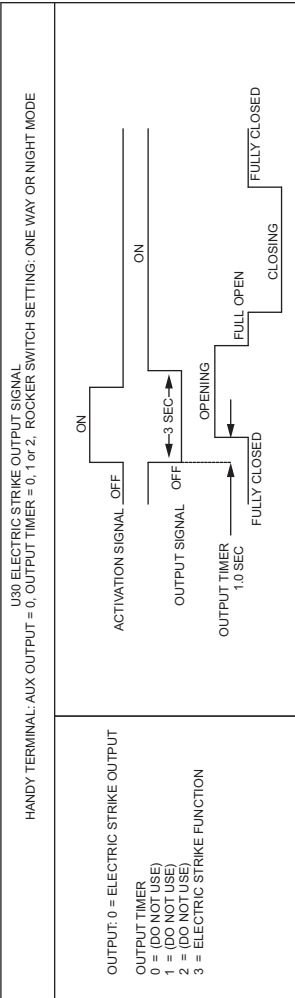 U30 ELECTRIC STRIKE OUTPUT SIGNAL
HANDY TERMINAL: AUX OUTPUT = 0, OUTPUT TIMER = 0, 1 or 2, ROCKER SWITCH SETTING: ONE WAY OR NIGHT MODE
OUTPUT: 0 = ELECTRIC STRIKE OUTPUT
OUTPUT TIMER
0 = (DO NOT USE)
1 = (DO NOT USE)
2 = (DO NOT USE)
3 = ELECTRIC STRIKE FUNCTION
ON
ACTIVATION SIGNAL OFF
ON
3 SEC
OUTPUT SIGNAL OFF
OPENING
OUTPUT TIMER
1.0 SEC
FULL OPEN
FULLY CLOSED
FULLY CLOSED
CLOSING